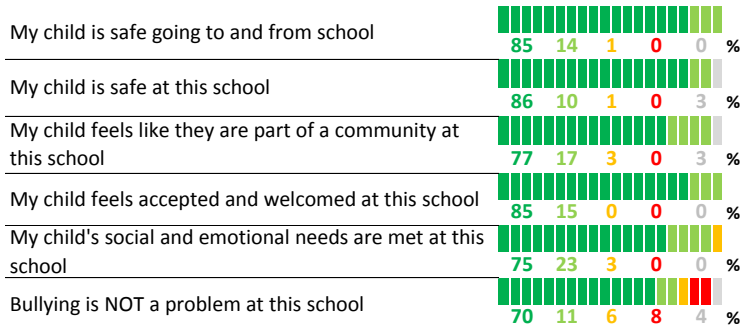 My child is safe going to and from school
85 14 1 0 0 %
My child is safe at this school
86 10 1 0 3 %
My child feels like they are part of a community at
this school
77 17 3 0 3 %
My child feels accepted and welcomed at this school
85 15 0 0 0 %
My child's social and emotional needs are met at this
school
75 23 3 0 0 %
Bullying is NOT a problem at this school
70 11 6 8 4 %